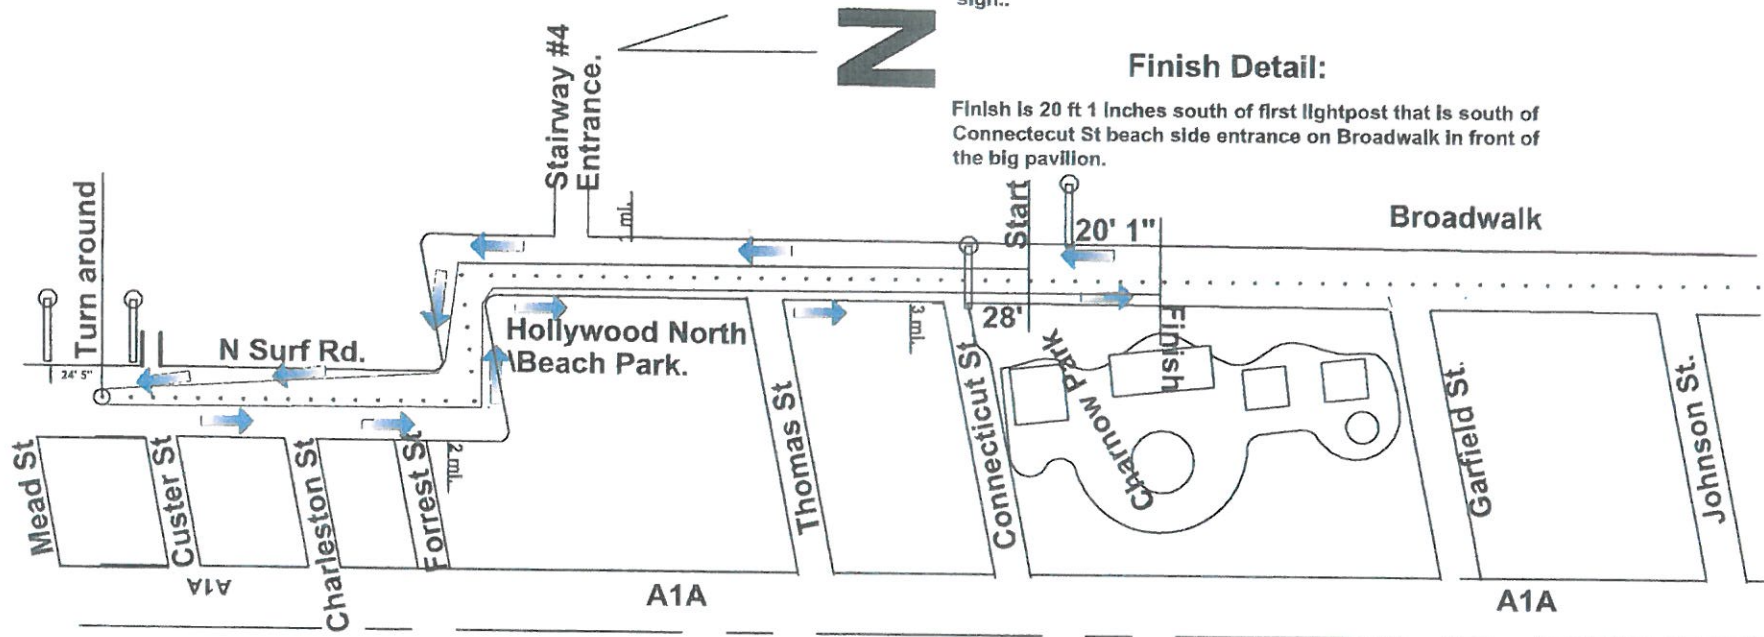 sign..
N
Finish Detail:
Finish is 20 ft 1 inches south of first lightpost that is south of
Connectecut St beach side entrance on Broadwalk in front of
the big pavilion.
Stairway #4
Entrance.
Turn around
1 mi.
Start
20' 1"
Broadwalk
N Surf Rd.
24' 5"
Hollywood North
Beach Park.
3 mi.
28'
Finish
Charnow Park
2 mi.
Mead St
Custer St
Charleston St
Forrest St
Thomas St
Connecticut St
Garfield St.
Johnson St.
A1A
A1A
A1A